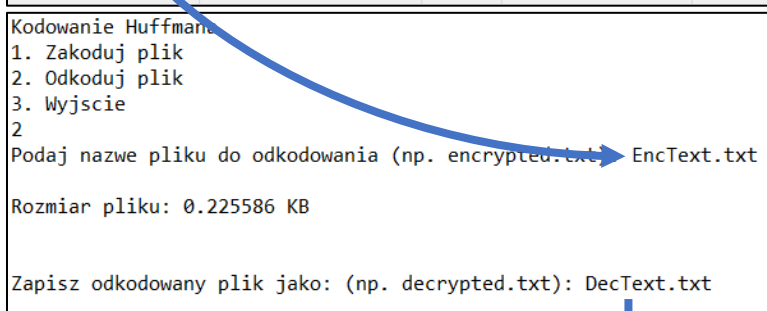 Kodowanie Huffmana
1. Zakoduj plik
2. Odkoduj plik
3. Wyjscie
2
Podaj nazwe pliku do odkodowania (np. encrypted.txt): EncText.txt
Rozmiar pliku: 0.225586 KB
Zapisz odkodowany plik jako: (np. decrypted.txt): DecText.txt